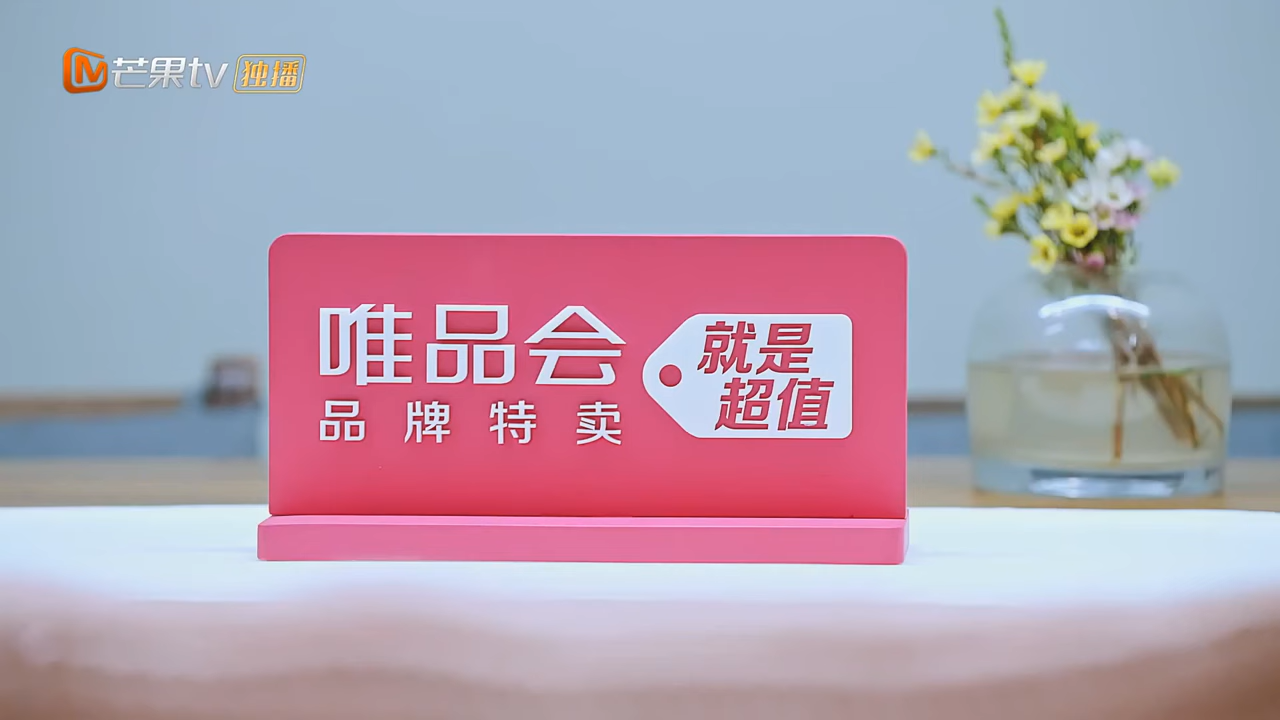 芒果tv 独播
唯品会
品牌特卖
就是
超值